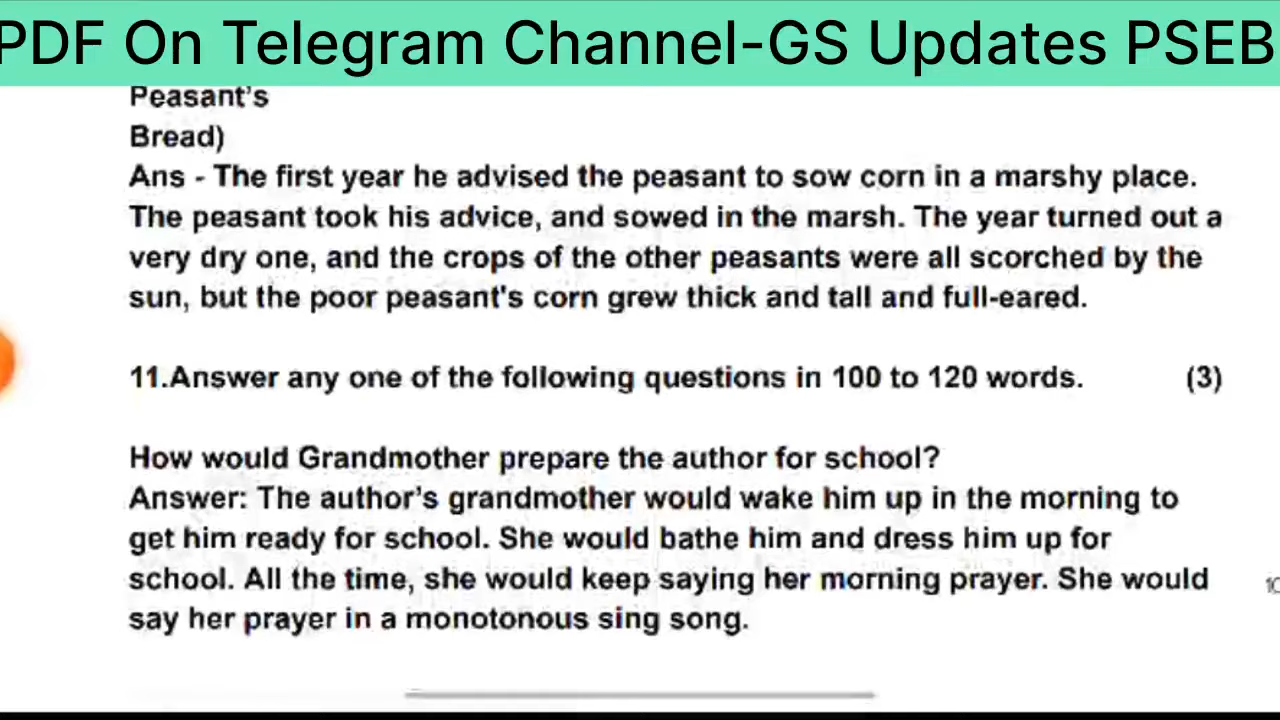 PDF On Telegram Channel-GS Updates PSEB
Peasant's
Bread)
Ans - The first year he advised the peasant to sow corn in a marshy place.
The peasant took his advice, and sowed in the marsh. The year turned out a
very dry one, and the crops of the other peasants were all scorched by the
sun, but the poor peasant's corn grew thick and tall and full-eared.
11.Answer any one of the following questions in 100 to 120 words. (3)
How would Grandmother prepare the author for school?
Answer: The author's grandmother would wake him up in the morning to
get him ready for school. She would bathe him and dress him up for
school. All the time, she would keep saying her morning prayer. She would
say her prayer in a monotonous sing song.